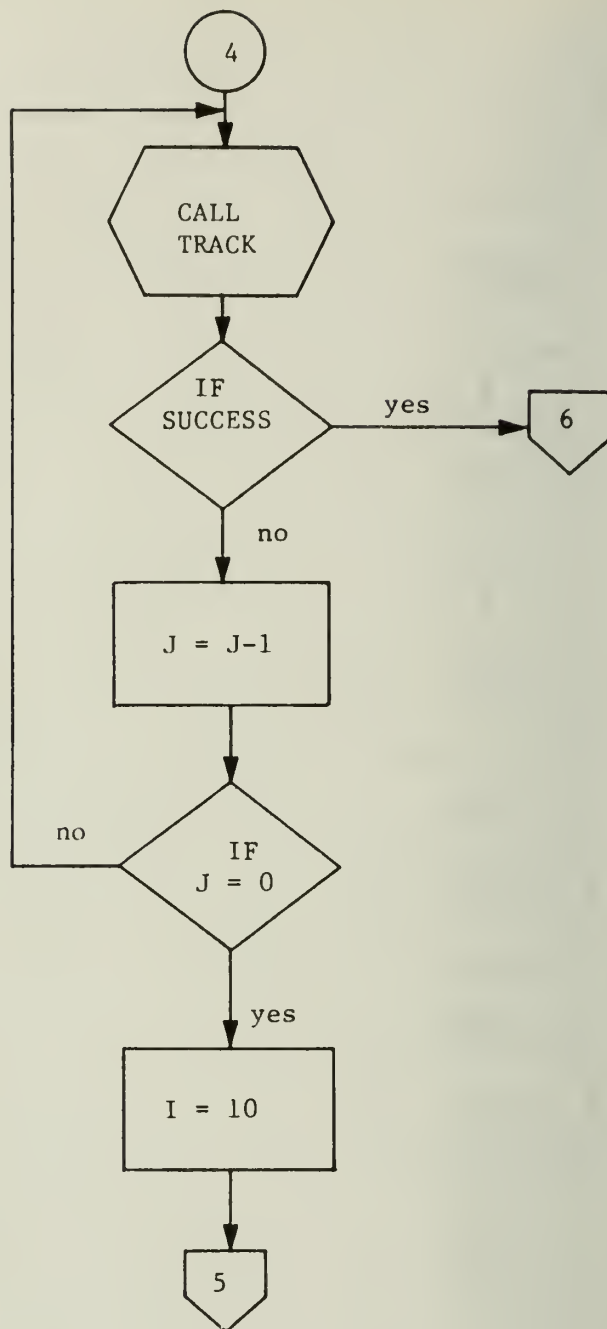 4
CALL
TRACK
IF
SUCCESS
yes
6
no
J = J-1
no
IF
J = 0
yes
I = 10
5